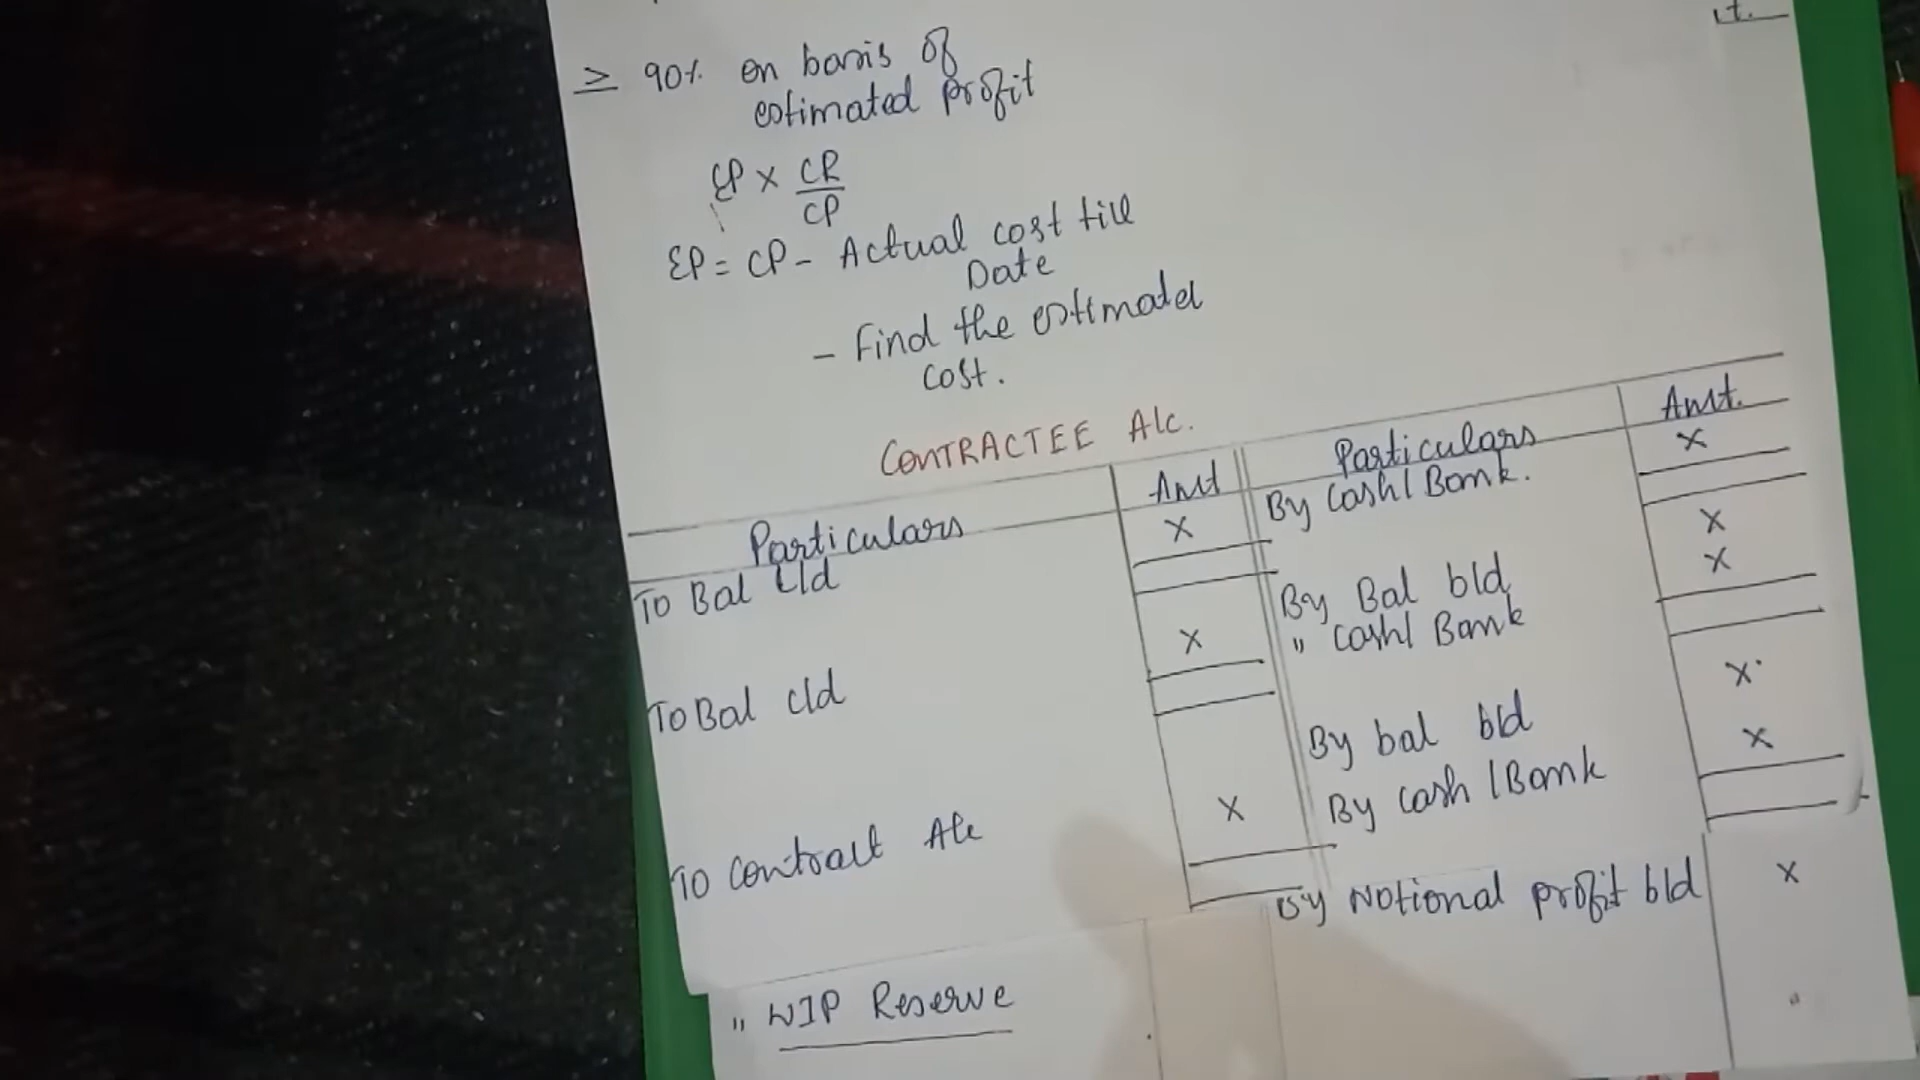 ≥ 90% on basis of
estimated profit
EP × CR/CP
EP = CP - Actual cost till
Date
- Find the estimated
cost.
CONTRACTEE A/c.
Particulars Amt Particulars Amt.
To Bal c/d X By Cash/Bank. X
To Bal c/d X By Bal b/d X
" Cash/Bank X
To Contract A/c X By bal b/d X
By Cash/Bank X
By Notional profit b/d X
" WIP Reserve